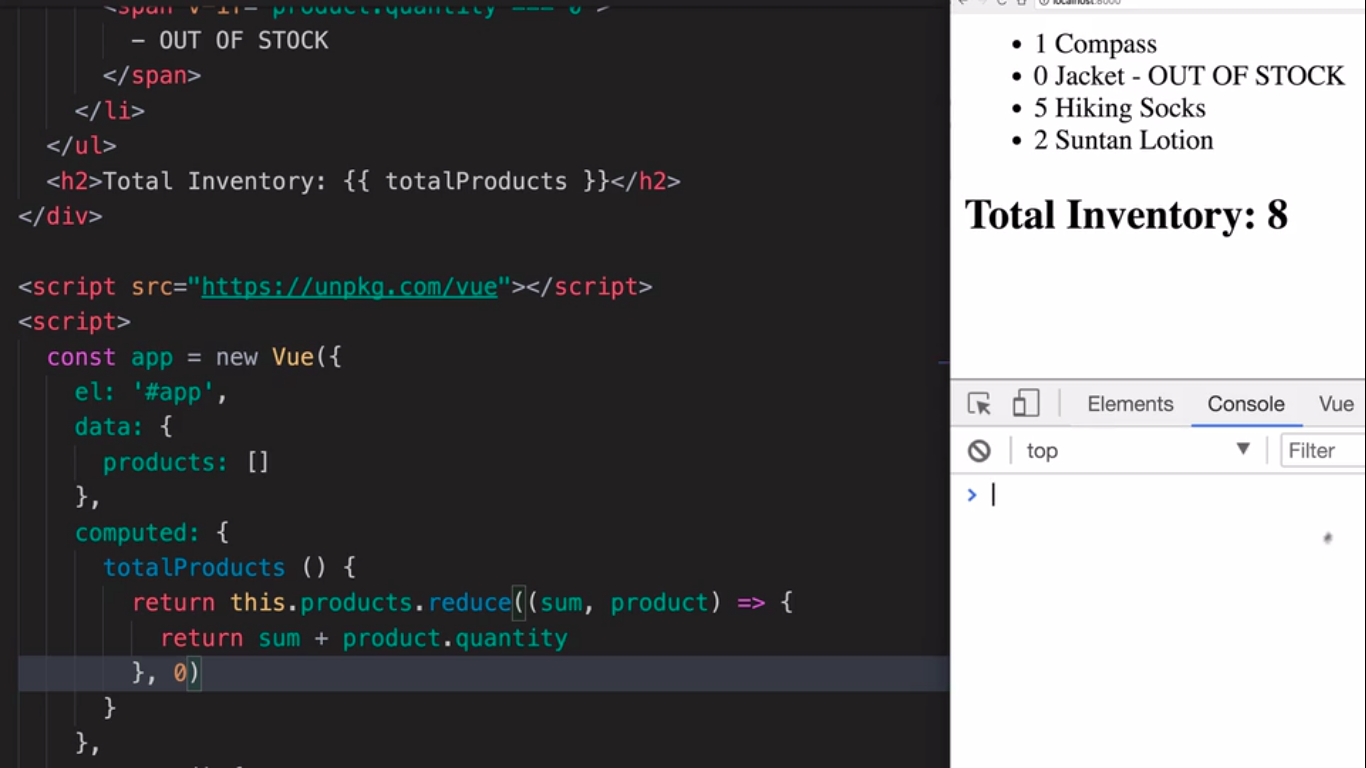 <span v-if="product.quantity === 0">
- OUT OF STOCK
</span>
</li>
</ul>
<h2>Total Inventory: {{ totalProducts }}</h2>
</div>
<script src="https://unpkg.com/vue"></script>
<script>
const app = new Vue({
el: '#app',
data: {
products: []
},
computed: {
totalProducts () {
return this.products.reduce((sum, product) => {
return sum + product.quantity
}, 0)
}
},
localhost:8000
• 1 Compass
• 0 Jacket - OUT OF STOCK
• 5 Hiking Socks
• 2 Suntan Lotion
Total Inventory: 8
Elements Console Vue
top ▼ Filter
>